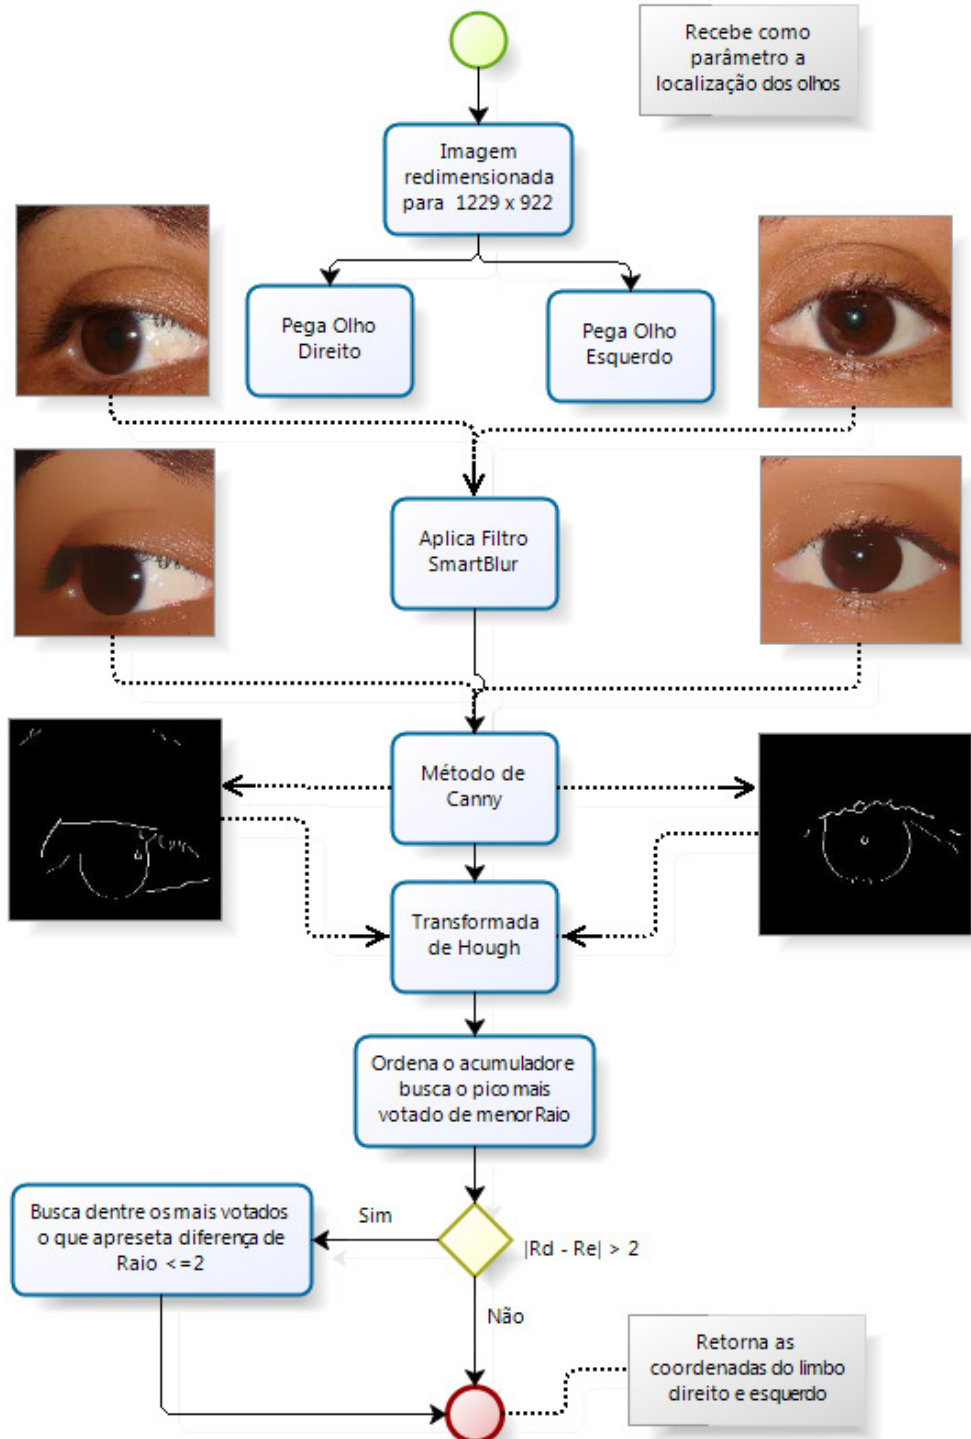 Recebe como
parâmetro a
localização dos olhos
Imagem
redimensionada
para 1229 x 922
Pega Olho
Direito
Pega Olho
Esquerdo
Aplica Filtro
SmartBlur
Método de
Canny
Transformada
de Hough
Ordena o acumulador e
busca o pico mais
votado de menor Raio
Busca dentre os mais votados
o que apreseta diferença de
Raio <=2
Sim
|Rd - Re| > 2
Não
Retorna as
coordenadas do limbo
direito e esquerdo